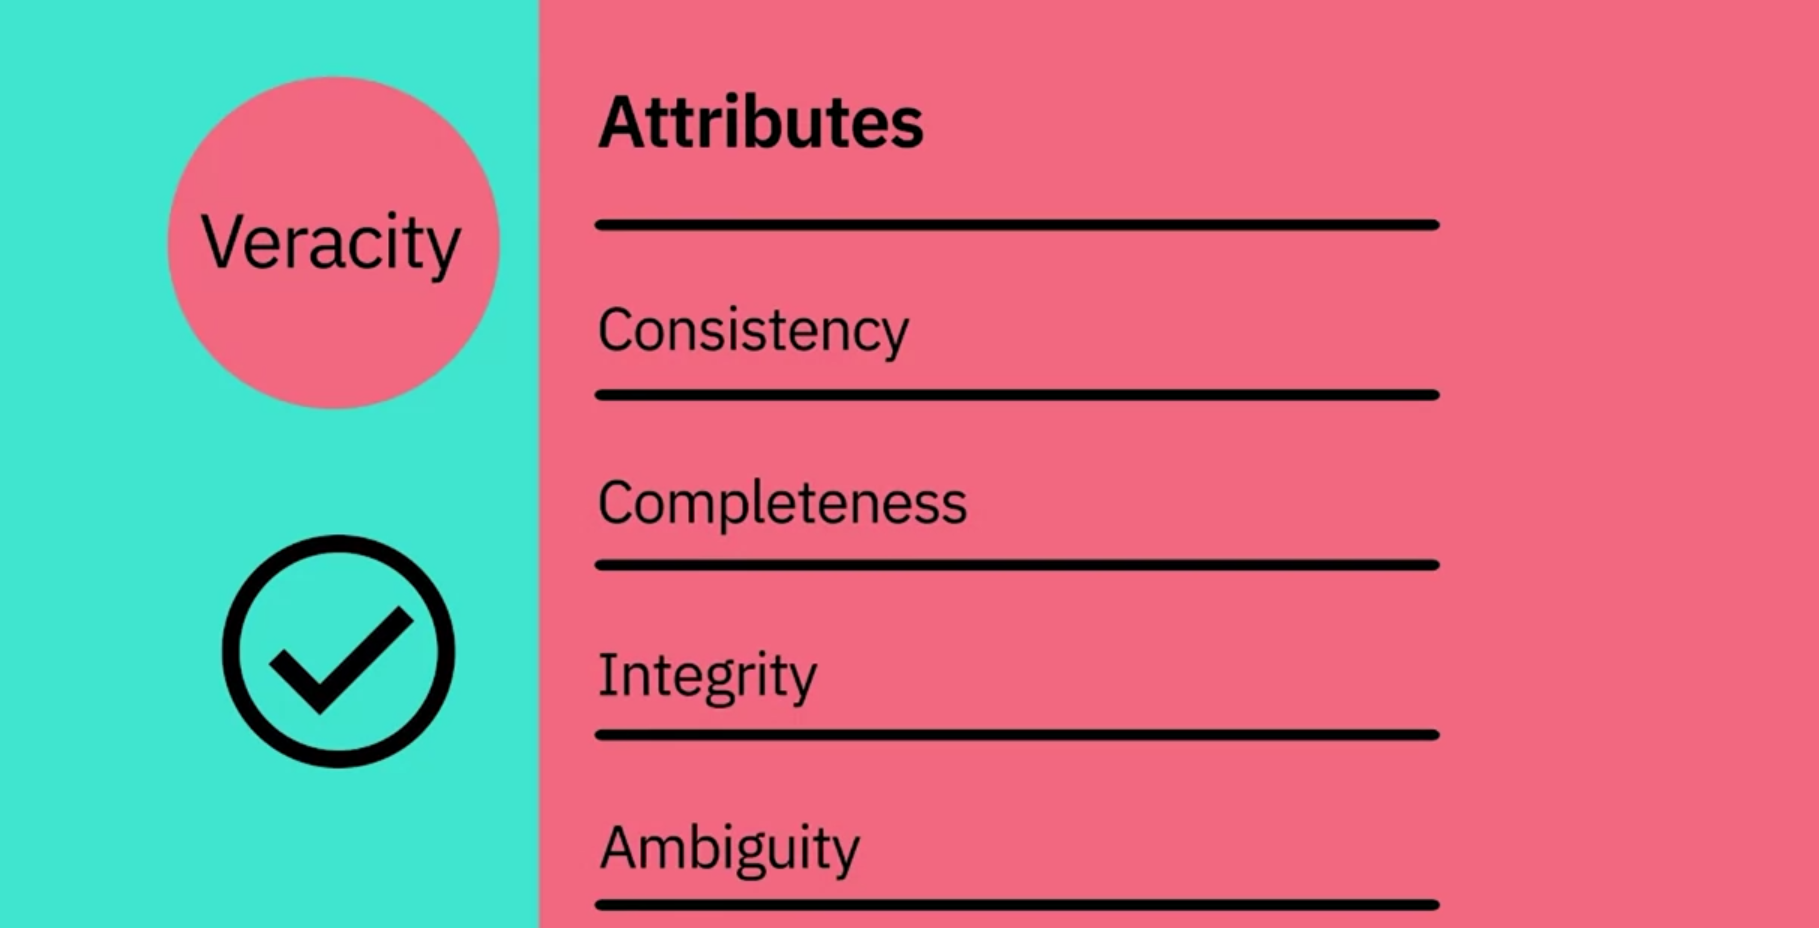 Veracity
Attributes
Consistency
Completeness
Integrity
Ambiguity